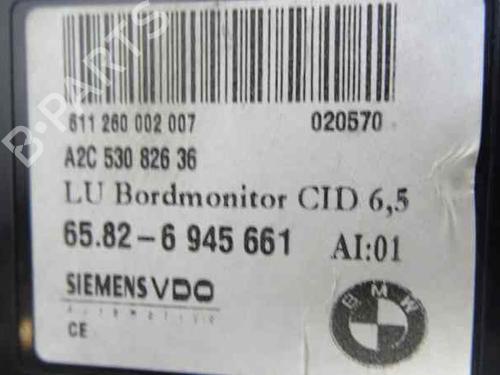 611 260 002 007 020570
A2C 530 826 36
LU Bordmonitor CID 6,5
65.82-6 945 661 AI:01
SIEMENS VDO
Automotive
CE
BMW
B-PARTS